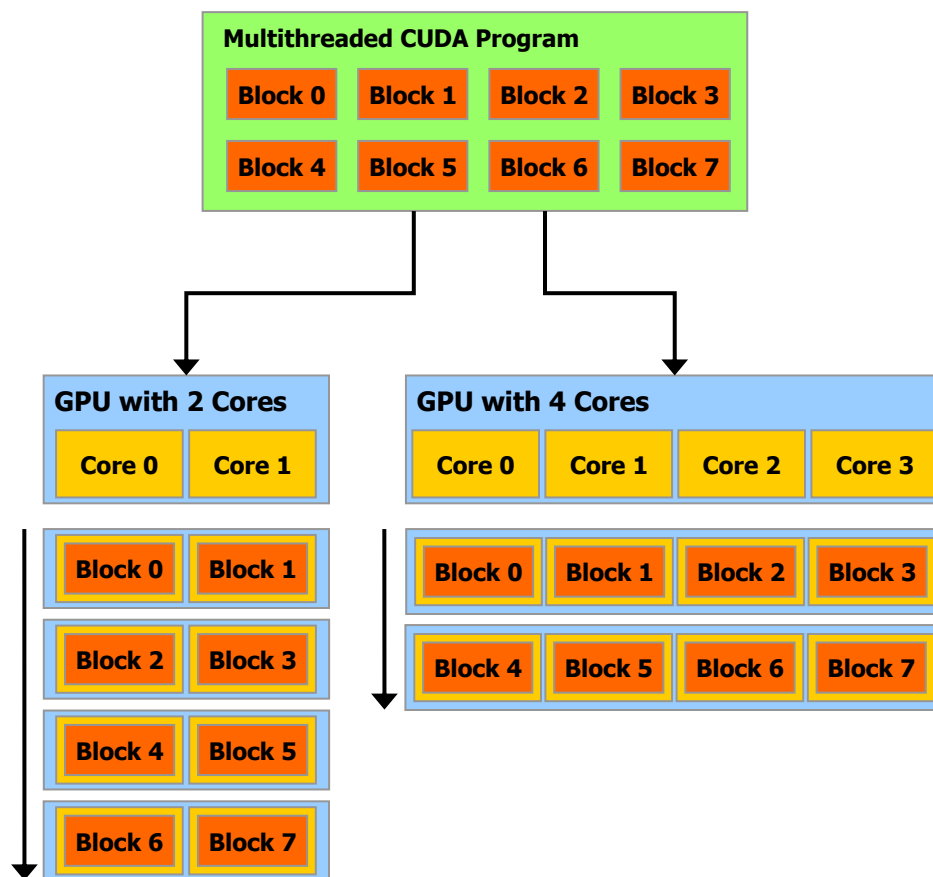 Multithreaded CUDA Program
Block 0 Block 1 Block 2 Block 3
Block 4 Block 5 Block 6 Block 7
GPU with 2 Cores
Core 0 Core 1
Block 0 Block 1
Block 2 Block 3
Block 4 Block 5
Block 6 Block 7
GPU with 4 Cores
Core 0 Core 1 Core 2 Core 3
Block 0 Block 1 Block 2 Block 3
Block 4 Block 5 Block 6 Block 7